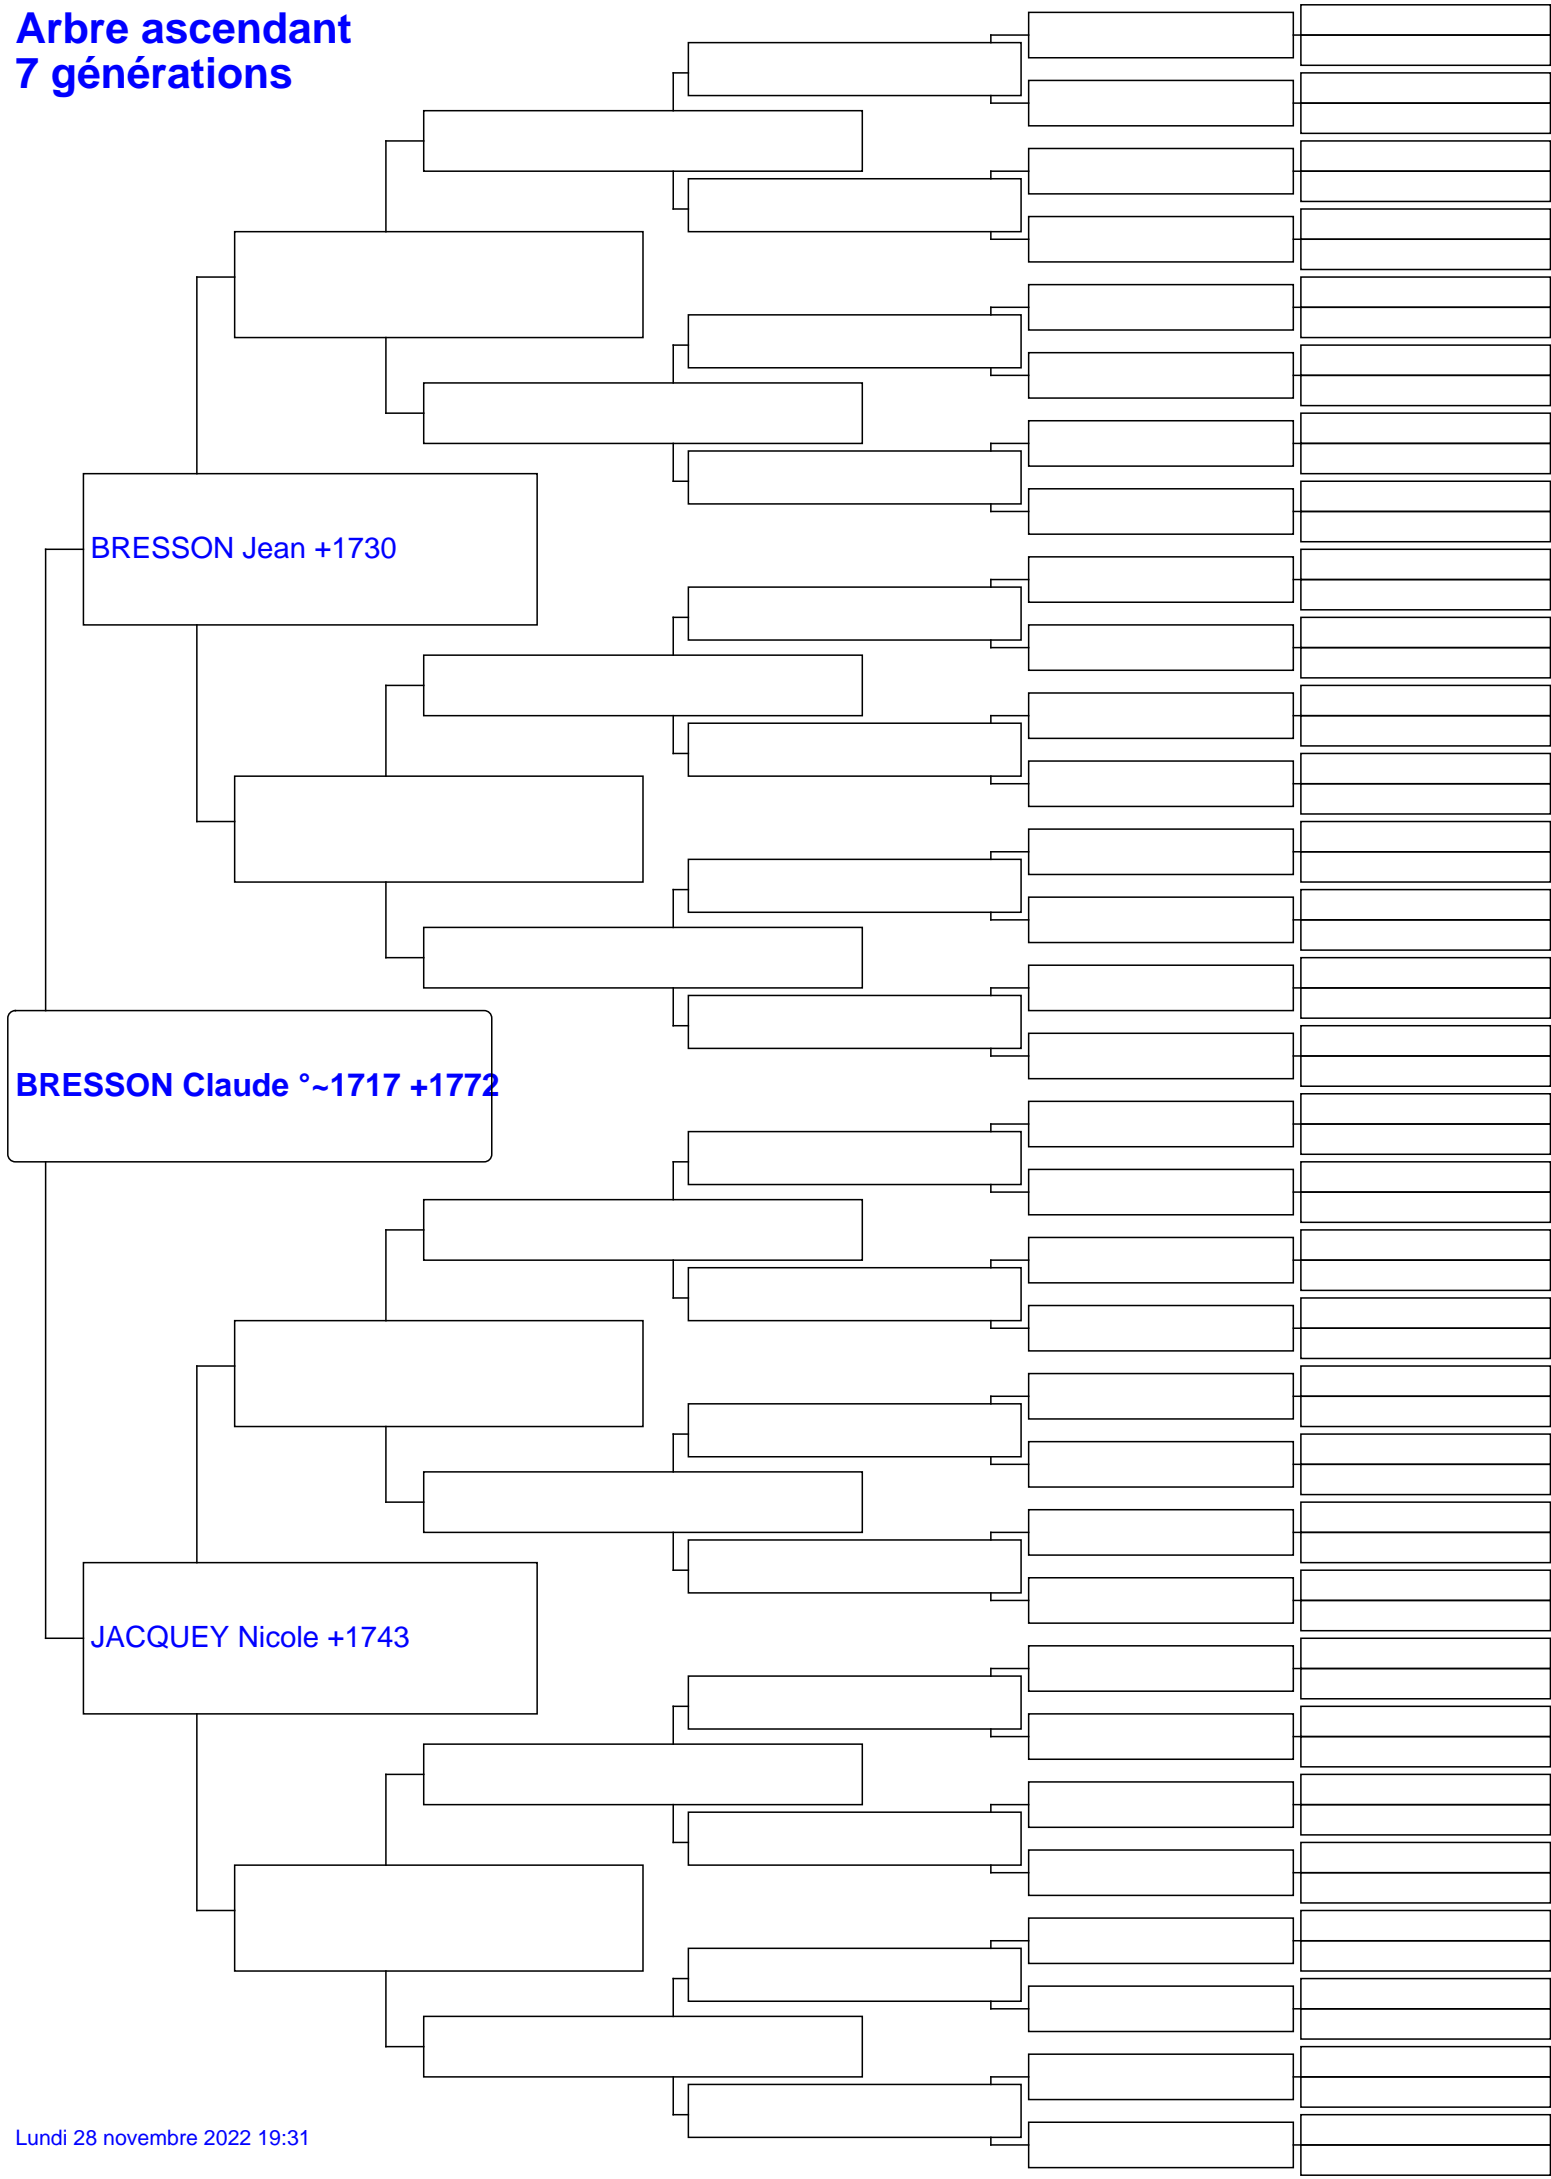 Arbre ascendant
7 générations
BRESSON Jean +1730
BRESSON Claude °~1717 +1772
JACQUEY Nicole +1743
Lundi 28 novembre 2022 19:31